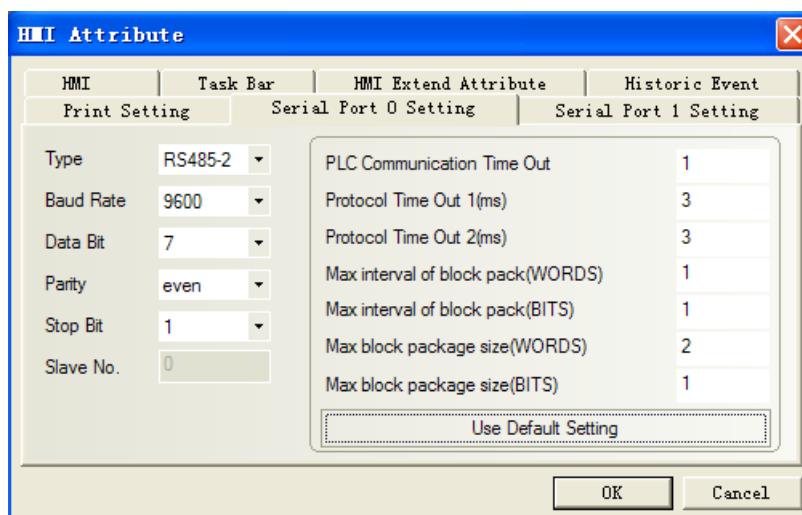 HMI Attribute
HMI Task Bar HMI Extend Attribute Historic Event
Print Setting Serial Port 0 Setting Serial Port 1 Setting
Type RS485-2
Baud Rate 9600
Data Bit 7
Parity even
Stop Bit 1
Slave No. 0
PLC Communication Time Out 1
Protocol Time Out 1(ms) 3
Protocol Time Out 2(ms) 3
Max interval of block pack(WORDS) 1
Max interval of block pack(BITS) 1
Max block package size(WORDS) 2
Max block package size(BITS) 1
Use Default Setting
OK Cancel